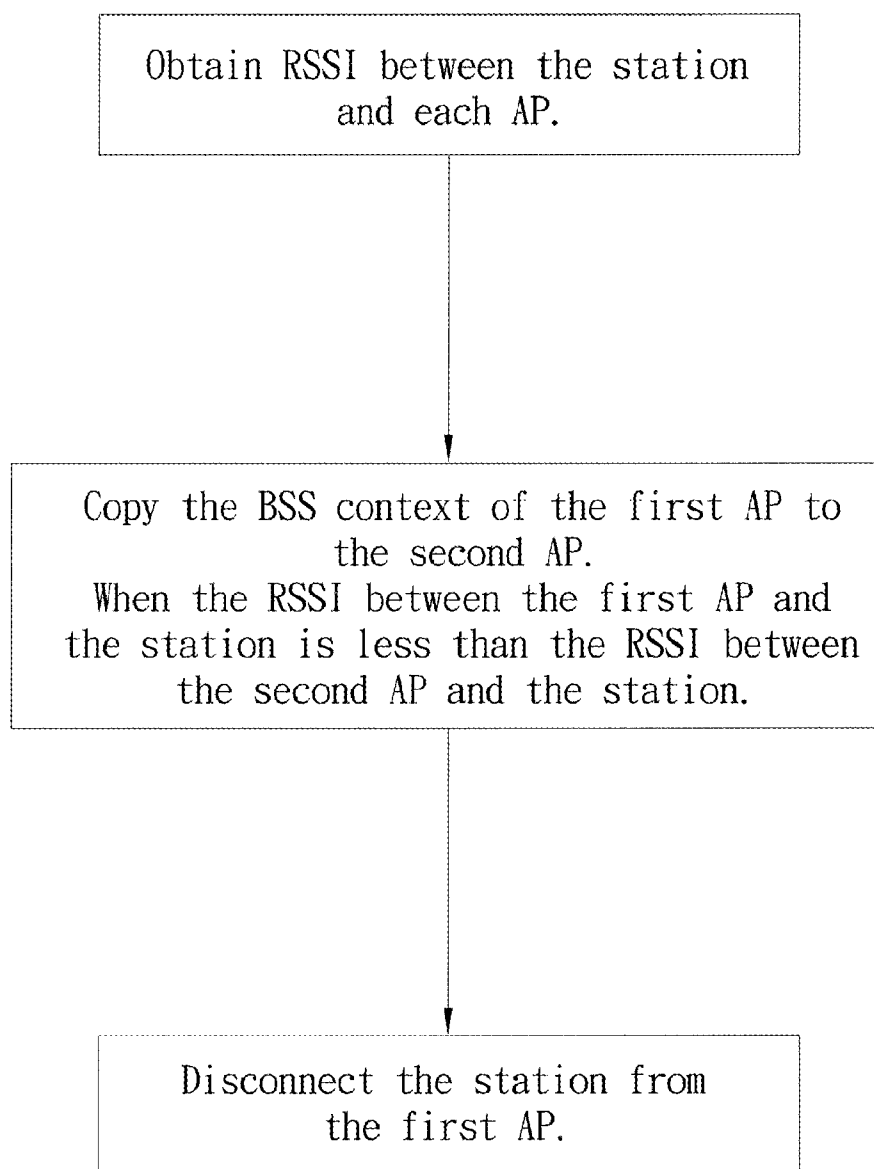 Obtain RSSI between the station
and each AP.
Copy the BSS context of the first AP to
the second AP.
When the RSSI between the first AP and
the station is less than the RSSI between
the second AP and the station.
Disconnect the station from
the first AP.